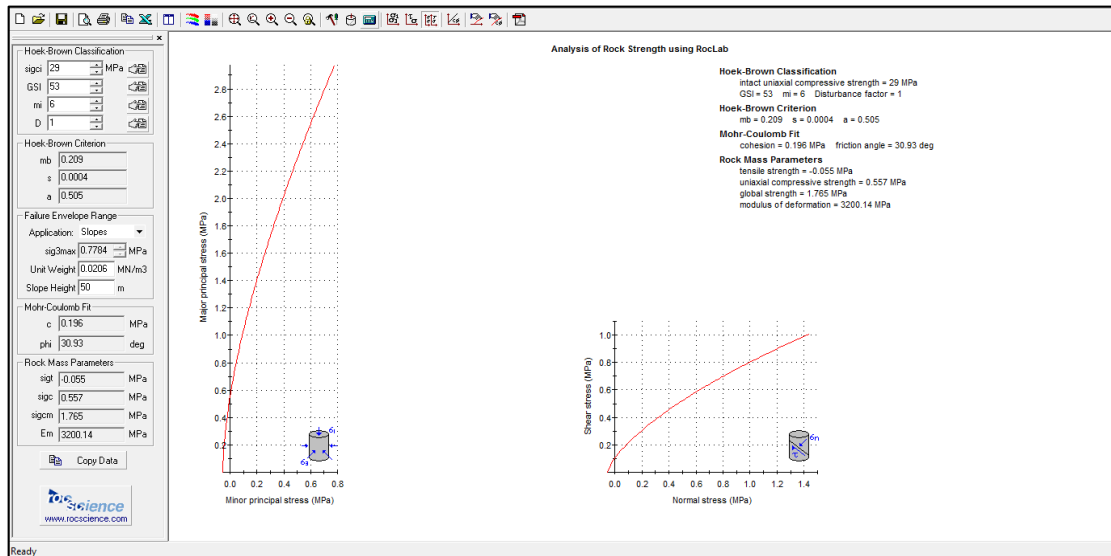 Hoek-Brown Classification
sigci 29 MPa
GSI 53
mi 6
D 1
Hoek-Brown Criterion
mb 0.209
s 0.0004
a 0.505
Failure Envelope Range
Application: Slopes
sig3max 0.7784 MPa
Unit Weight 0.0206 MN/m3
Slope Height 50 m
Mohr-Coulomb Fit
c 0.196 MPa
phi 30.93 deg
Rock Mass Parameters
sigt -0.055 MPa
sigc 0.557 MPa
sigcm 1.765 MPa
Em 3200.14 MPa
Copy Data
rocscience
www.rocscience.com
Ready
Analysis of Rock Strength using RocLab
Hoek-Brown Classification
intact uniaxial compressive strength = 29 MPa
GSI = 53 mi = 6 Disturbance factor = 1
Hoek-Brown Criterion
mb = 0.209 s = 0.0004 a = 0.505
Mohr-Coulomb Fit
cohesion = 0.196 MPa friction angle = 30.93 deg
Rock Mass Parameters
tensile strength = -0.055 MPa
uniaxial compressive strength = 0.557 MPa
global strength = 1.765 MPa
modulus of deformation = 3200.14 MPa
Major principal stress (MPa)
2.8
2.6
2.4
2.2
2.0
1.8
1.6
1.4
1.2
1.0
0.8
0.6
0.4
0.2
0.0 0.2 0.4 0.6 0.8
Minor principal stress (MPa)
σ1
σ3
Shear stress (MPa)
1.0
0.8
0.6
0.4
0.2
0.0 0.2 0.4 0.6 0.8 1.0 1.2 1.4
Normal stress (MPa)
σn
τ